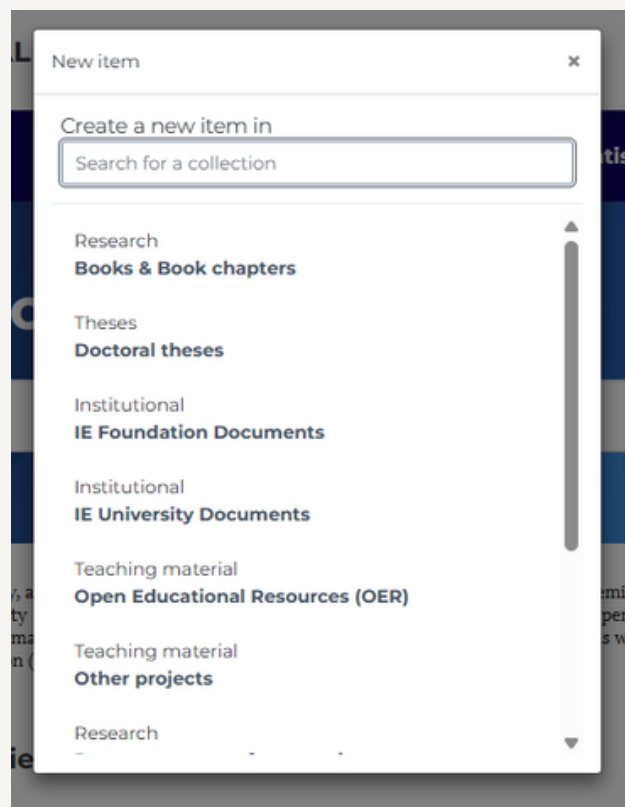 New item
×
Create a new item in
Search for a collection
Research
Books & Book chapters
Theses
Doctoral theses
Institutional
IE Foundation Documents
Institutional
IE University Documents
Teaching material
Open Educational Resources (OER)
Teaching material
Other projects
Research